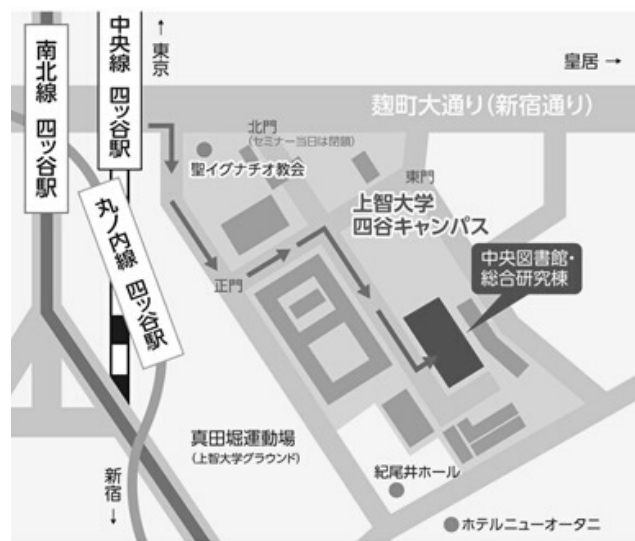 南北線 四ッ谷駅
中央線 四ッ谷駅
↑
東京
皇居 →
麹町大通り(新宿通り)
北門
(セミナー当日は閉鎖)
聖イグナチオ教会
東門
上智大学
四谷キャンパス
丸ノ内線 四ッ谷駅
正門
中央図書館・
総合研究棟
真田堀運動場
(上智大学グラウンド)
新宿
↓
紀尾井ホール
ホテルニューオータニ